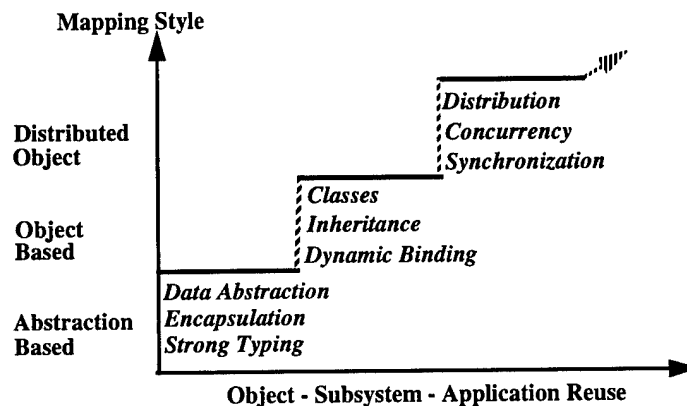 Mapping Style
Distributed
Object
Distribution
Concurrency
Synchronization
Object
Based
Classes
Inheritance
Dynamic Binding
Abstraction
Based
Data Abstraction
Encapsulation
Strong Typing
Object - Subsystem - Application Reuse